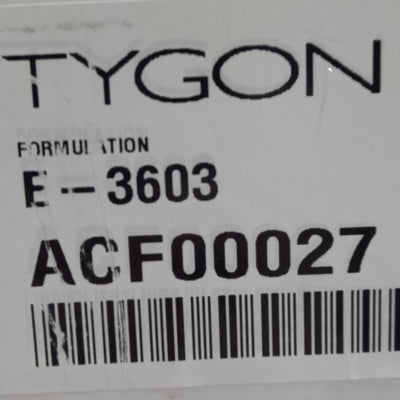 TYGON
FORMULATION
E-3603
ACF00027